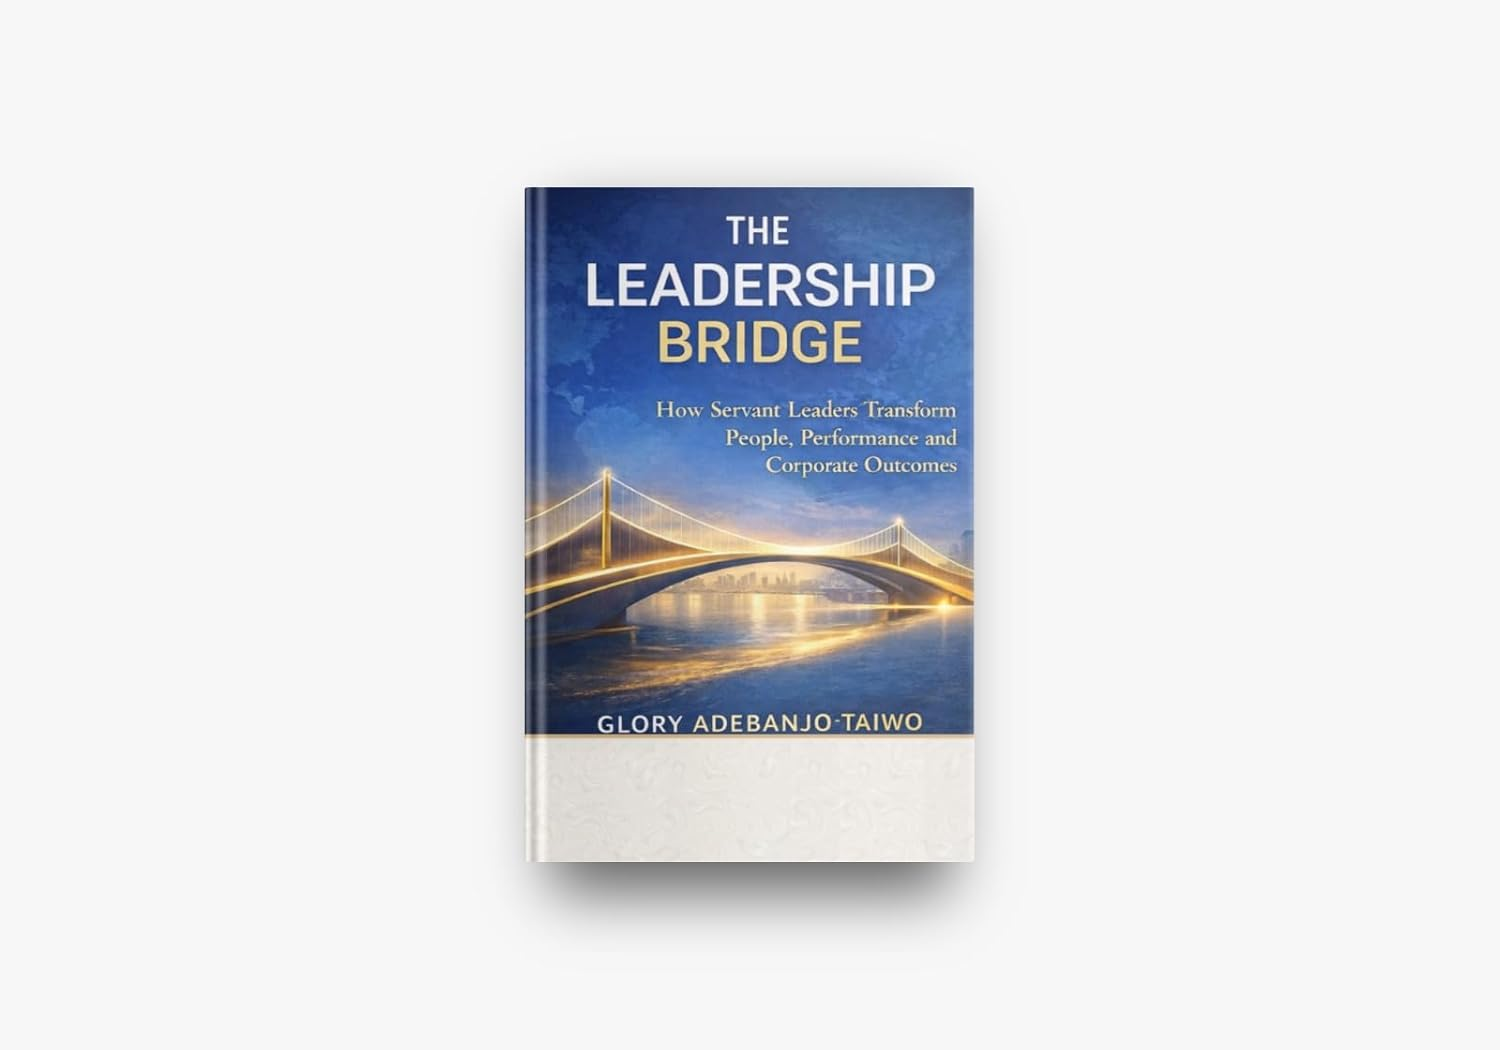 THE
LEADERSHIP
BRIDGE
How Servant Leaders Transform
People, Performance and
Corporate Outcomes
GLORY ADEBANJO-TAIWO